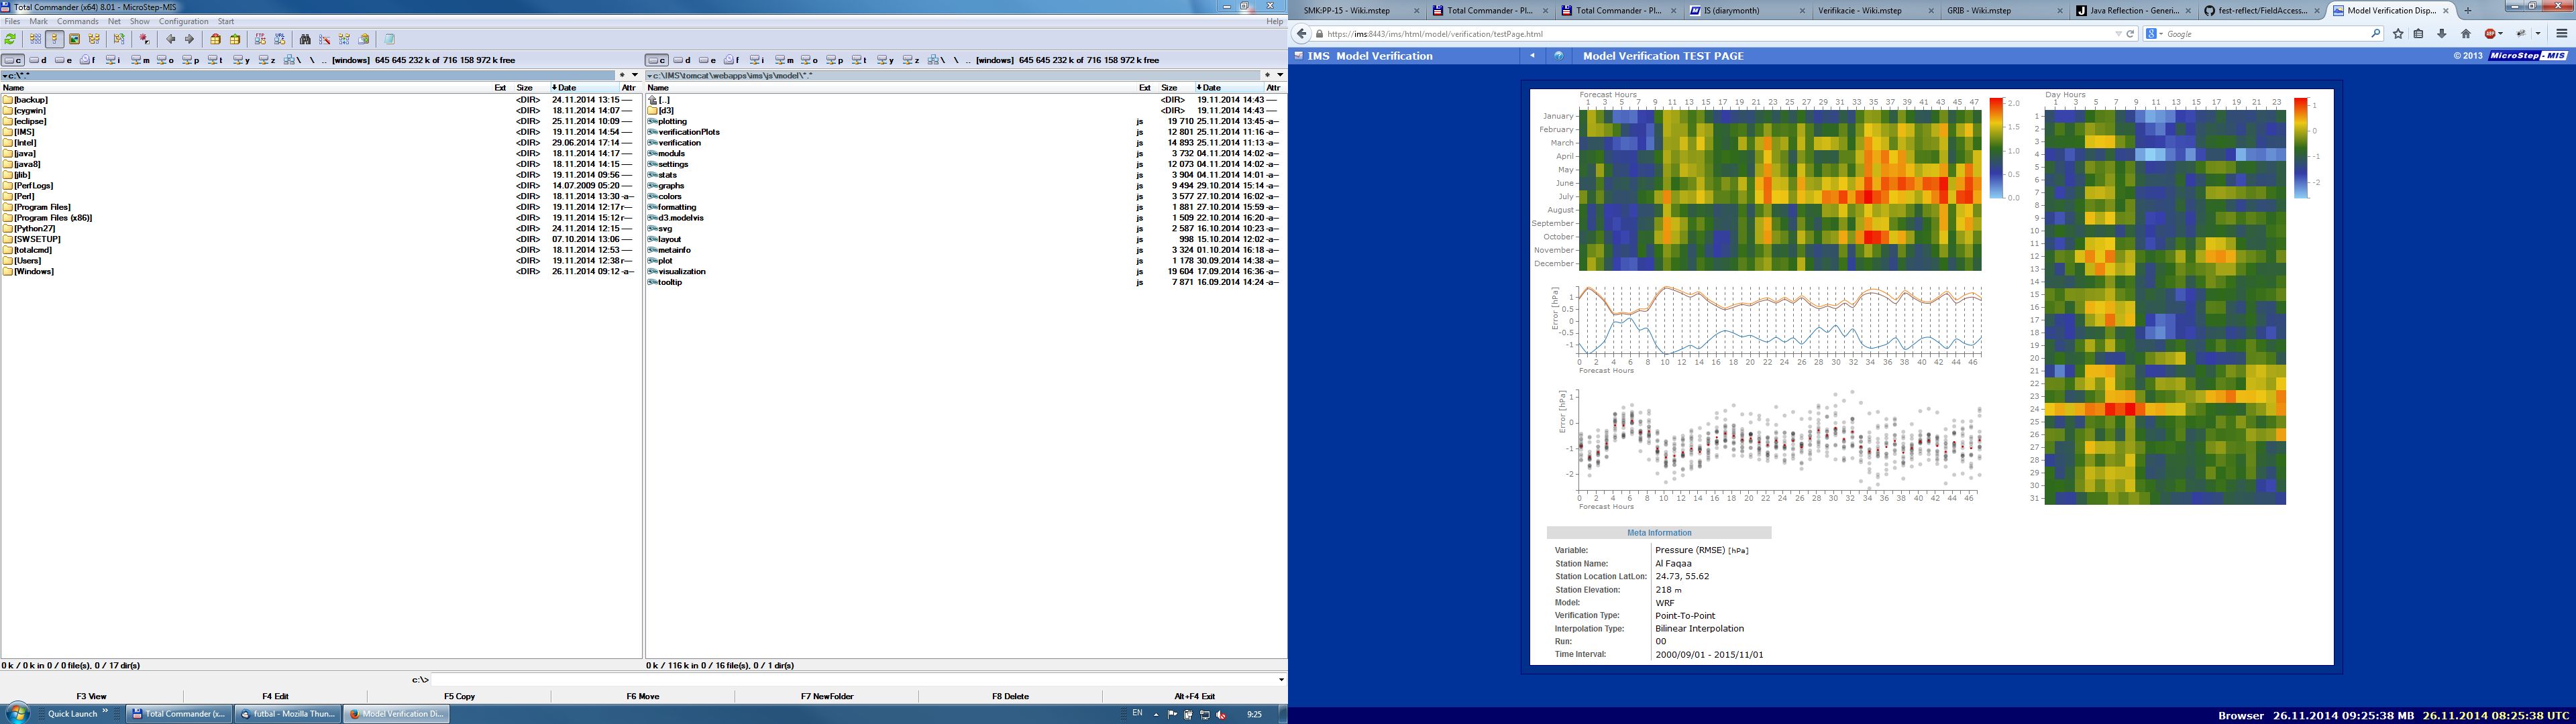 Total Commander (x64) 8.01 - MicroStep-MIS
Files Mark Commands Net Show Configuration Start Help
c d e f i m o p t y z \ \ .. [windows] 645 645 232 k of 716 158 972 k free
c:\*.* * ▼
Name Ext Size Date Attr
[backup] <DIR> 24.11.2014 13:15 ----
[cygwin] <DIR> 18.11.2014 14:07 ----
[eclipse] <DIR> 25.11.2014 10:09 ----
[IMS] <DIR> 19.11.2014 14:54 ----
[Intel] <DIR> 29.06.2014 17:14 ----
[java] <DIR> 18.11.2014 14:17 ----
[java8] <DIR> 18.11.2014 14:15 ----
[jlib] <DIR> 19.11.2014 09:56 ----
[PerfLogs] <DIR> 14.07.2009 05:20 ----
[Perl] <DIR> 18.11.2014 13:30 -a--
[Program Files] <DIR> 19.11.2014 12:17 r---
[Program Files (x86)] <DIR> 19.11.2014 15:12 r---
[Python27] <DIR> 24.11.2014 12:15 ----
[SWSETUP] <DIR> 07.10.2014 13:06 ----
[totalcmd] <DIR> 18.11.2014 12:53 ----
[Users] <DIR> 19.11.2014 12:38 r---
[Windows] <DIR> 26.11.2014 09:12 -a--
0 k / 0 k in 0 / 0 file(s), 0 / 17 dir(s)
c d e f i m o p t y z \ \ .. [windows] 645 645 232 k of 716 158 972 k free
c:\IMS\tomcat\webapps\ims\js\model\*.* * ▼
Name Ext Size Date Attr
[..] <DIR> 19.11.2014 14:43 ----
[d3] <DIR> 19.11.2014 14:43 ----
plotting js 19 710 25.11.2014 13:45 -a--
verificationPlots js 12 801 25.11.2014 11:16 -a--
verification js 14 893 25.11.2014 11:13 -a--
moduls js 3 732 04.11.2014 14:02 -a--
settings js 12 073 04.11.2014 14:02 -a--
stats js 3 904 04.11.2014 14:01 -a--
graphs js 9 494 29.10.2014 15:14 -a--
colors js 3 577 27.10.2014 16:02 -a--
formatting js 1 881 27.10.2014 15:59 -a--
d3.modelvis js 1 509 22.10.2014 16:20 -a--
svg js 2 587 16.10.2014 10:23 -a--
layout js 998 15.10.2014 12:02 -a--
metainfo js 3 324 01.10.2014 16:18 -a--
plot js 1 178 30.09.2014 14:38 -a--
visualization js 19 604 17.09.2014 16:36 -a--
tooltip js 7 871 16.09.2014 14:24 -a--
0 k / 116 k in 0 / 16 file(s), 0 / 1 dir(s)
c:\>
F3 View F4 Edit F5 Copy F6 Move F7 NewFolder F8 Delete Alt+F4 Exit
Quick Launch » Total Commander (x... futbal - Mozilla Thun... Model Verification Di... EN 9:25
SMK:PP-15 - Wiki.mstep Total Commander - Pl... Total Commander - Pl... IS (diarymonth) Verifikacie - Wiki.mstep GRIB - Wiki.mstep Java Reflection - Generi... fest-reflect/FieldAccess... Model Verification Disp...
https://ims:8443/ims/html/model/verification/testPage.html Google
IMS Model Verification Model Verification TEST PAGE © 2013 MicroStep-MIS
Forecast Hours
1 3 5 7 9 11 13 15 17 19 21 23 25 27 29 31 33 35 37 39 41 43 45 47
January
February
March
April
May
June
July
August
September
October
November
December
2.0
1.5
1.0
0.5
0.0
Error [hPa]
1
0.5
0
-0.5
-1
0 2 4 6 8 10 12 14 16 18 20 22 24 26 28 30 32 34 36 38 40 42 44 46
Forecast Hours
Error [hPa]
1
0
-1
-2
0 2 4 6 8 10 12 14 16 18 20 22 24 26 28 30 32 34 36 38 40 42 44 46
Forecast Hours
Day Hours
1 3 5 7 9 11 13 15 17 19 21 23
1
2
3
4
5
6
7
8
9
10
11
12
13
14
15
16
17
18
19
20
21
22
23
24
25
26
27
28
29
30
31
1
0
-1
-2
Meta Information
Variable: Pressure (RMSE) [hPa]
Station Name: Al Faqaa
Station Location LatLon: 24.73, 55.62
Station Elevation: 218 m
Model: WRF
Verification Type: Point-To-Point
Interpolation Type: Bilinear Interpolation
Run: 00
Time Interval: 2000/09/01 - 2015/11/01
Browser 26.11.2014 09:25:38 MB 26.11.2014 08:25:38 UTC